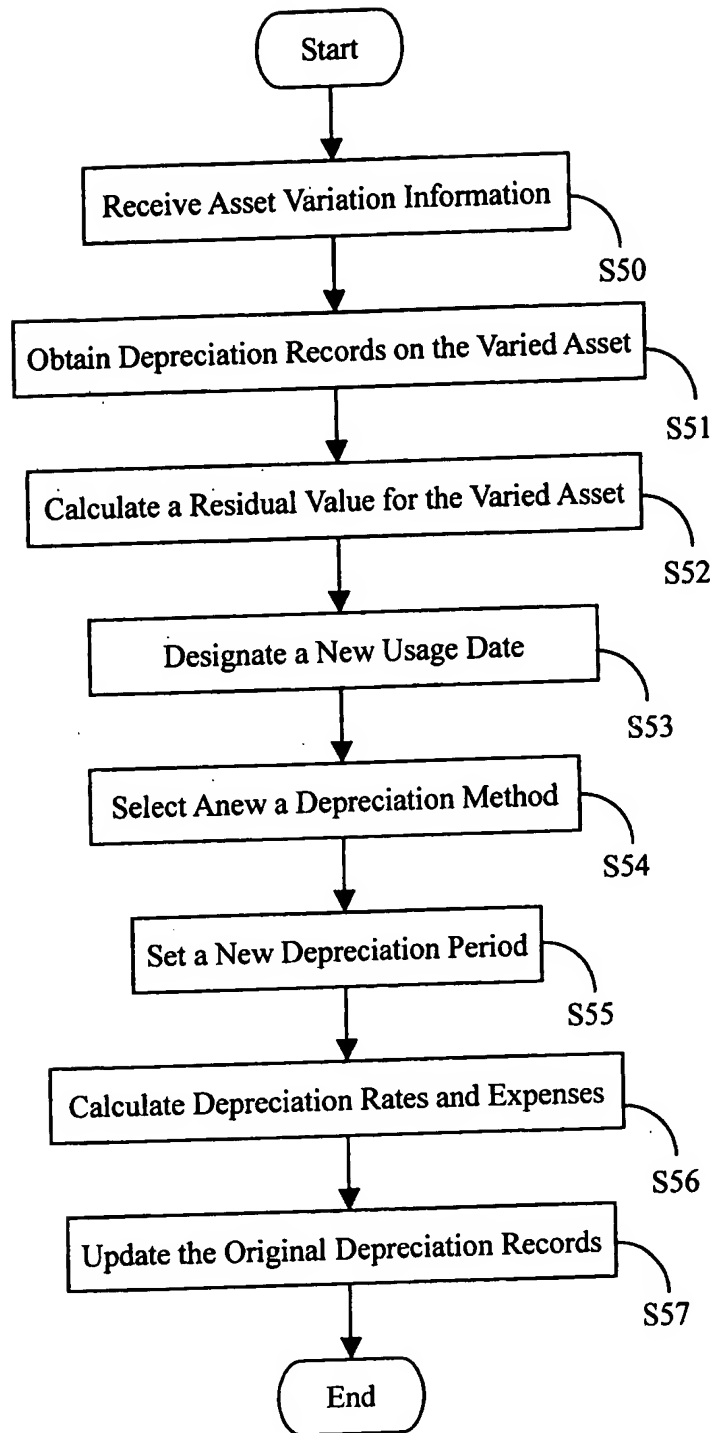 Start
Receive Asset Variation Information
S50
Obtain Depreciation Records on the Varied Asset
S51
Calculate a Residual Value for the Varied Asset
S52
Designate a New Usage Date
S53
Select Anew a Depreciation Method
S54
Set a New Depreciation Period
S55
Calculate Depreciation Rates and Expenses
S56
Update the Original Depreciation Records
S57
End